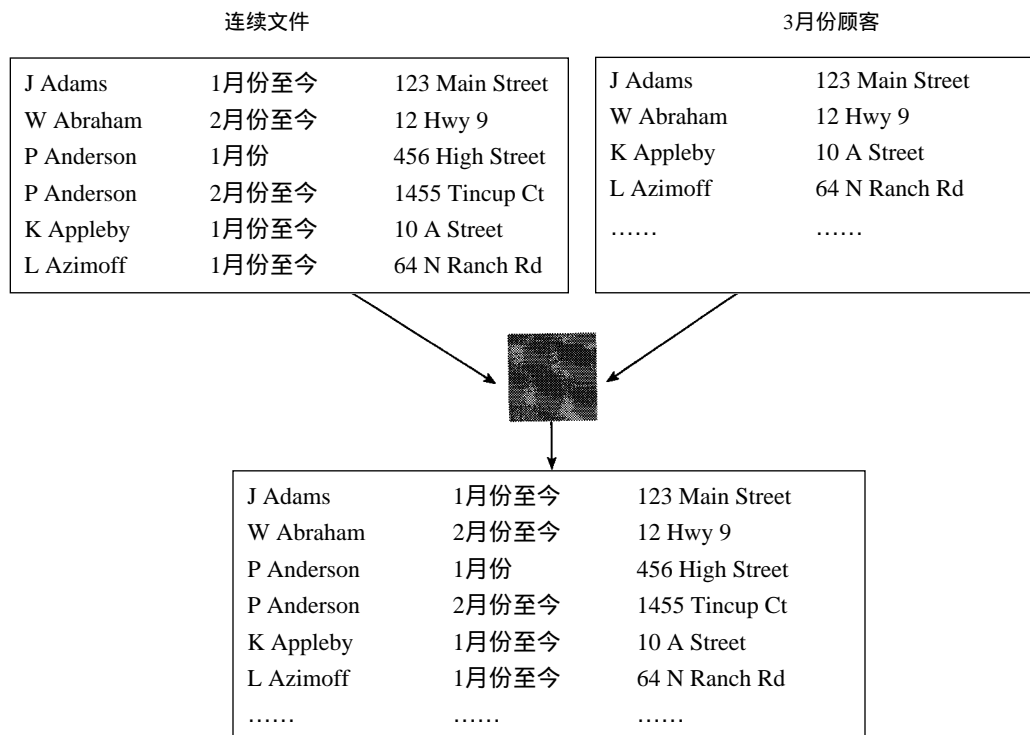 连续文件
J Adams 1月份至今 123 Main Street
W Abraham 2月份至今 12 Hwy 9
P Anderson 1月份 456 High Street
P Anderson 2月份至今 1455 Tincup Ct
K Appleby 1月份至今 10 A Street
L Azimoff 1月份至今 64 N Ranch Rd
3月份顾客
J Adams 123 Main Street
W Abraham 12 Hwy 9
K Appleby 10 A Street
L Azimoff 64 N Ranch Rd
…… ……
J Adams 1月份至今 123 Main Street
W Abraham 2月份至今 12 Hwy 9
P Anderson 1月份 456 High Street
P Anderson 2月份至今 1455 Tincup Ct
K Appleby 1月份至今 10 A Street
L Azimoff 1月份至今 64 N Ranch Rd
…… …… ……